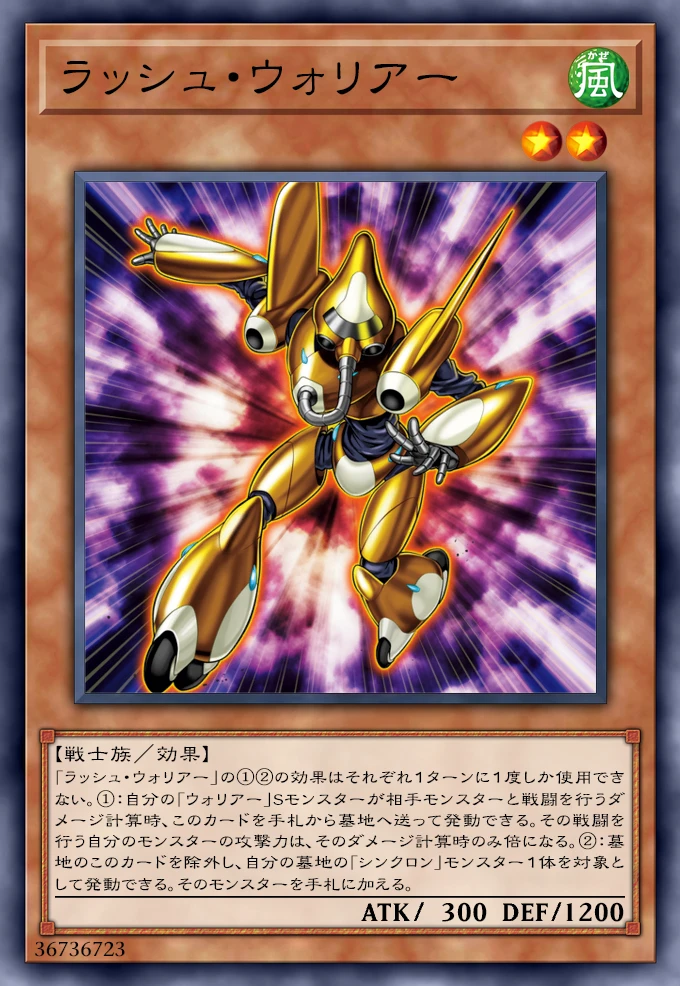 ラッシュ・ウォリアー
かぜ
風
【戦士族／効果】
「ラッシュ・ウォリアー」の①②の効果はそれぞれ１ターンに１度しか使用でき
ない。①：自分の「ウォリアー」Sモンスターが相手モンスターと戦闘を行うダ
メージ計算時、このカードを手札から墓地へ送って発動できる。その戦闘を
行う自分のモンスターの攻撃力は、そのダメージ計算時のみ倍になる。②：墓
地のこのカードを除外し、自分の墓地の「シンクロン」モンスター１体を対象と
して発動できる。そのモンスターを手札に加える。
ATK/ 300 DEF/1200
36736723